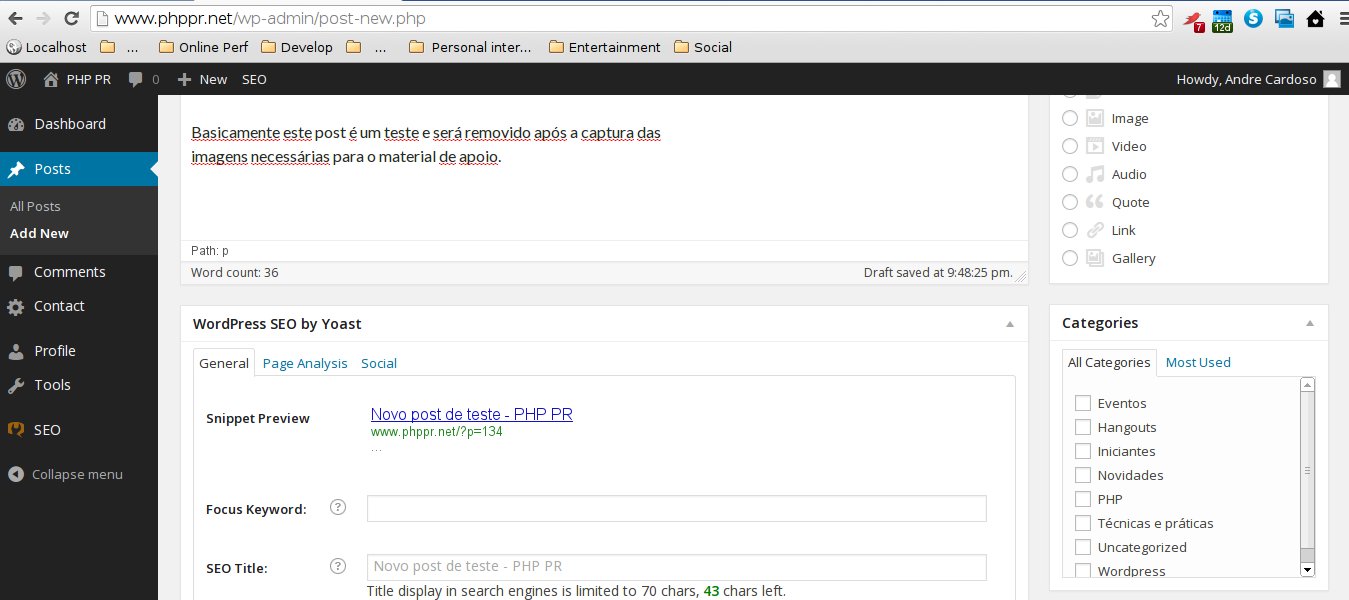 www.phppr.net/wp-admin/post-new.php
7
12d
Localhost ... Online Perf Develop ... Personal inter... Entertainment Social
PHP PR 0 New SEO Howdy, Andre Cardoso
Dashboard
Posts
All Posts
Add New
Comments
Contact
Profile
Tools
SEO
Collapse menu
Basicamente este post é um teste e será removido após a captura das
imagens necessárias para o material de apoio.
Path: p
Word count: 36 Draft saved at 9:48:25 pm.
WordPress SEO by Yoast
General Page Analysis Social
Snippet Preview
Novo post de teste - PHP PR
www.phppr.net/?p=134
...
Focus Keyword: ?
SEO Title: ? Novo post de teste - PHP PR
Title display in search engines is limited to 70 chars, 43 chars left.
Image
Video
Audio
Quote
Link
Gallery
Categories
All Categories Most Used
Eventos
Hangouts
Iniciantes
Novidades
PHP
Técnicas e práticas
Uncategorized
Wordpress